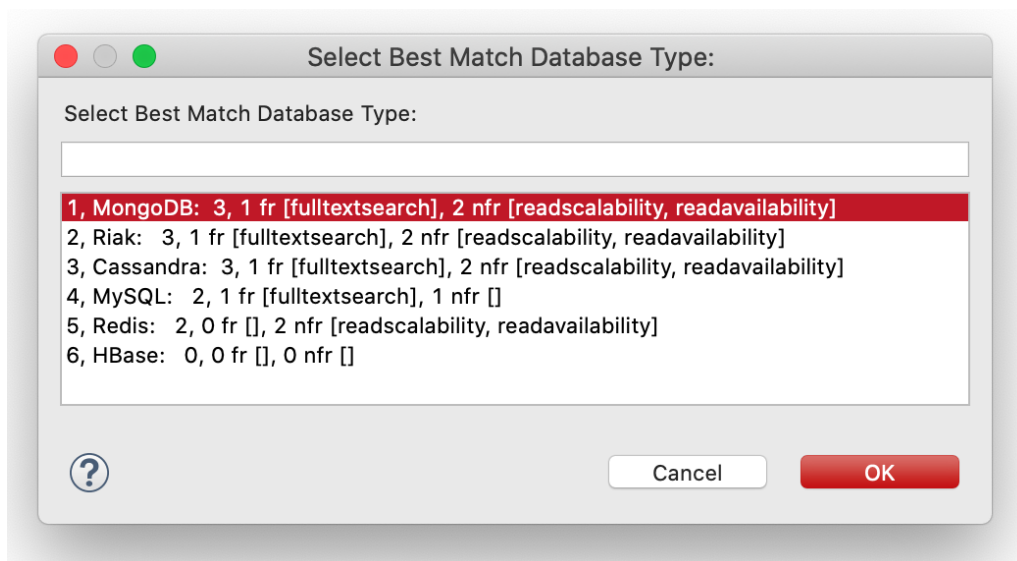 Select Best Match Database Type:
Select Best Match Database Type:
1, MongoDB:  3, 1 fr [fulltextsearch], 2 nfr [readscalability, readavailability]
2, Riak:   3, 1 fr [fulltextsearch], 2 nfr [readscalability, readavailability]
3, Cassandra:  3, 1 fr [fulltextsearch], 2 nfr [readscalability, readavailability]
4, MySQL:   2, 1 fr [fulltextsearch], 1 nfr []
5, Redis:   2, 0 fr [], 2 nfr [readscalability, readavailability]
6, HBase:   0, 0 fr [], 0 nfr []
?
Cancel
OK